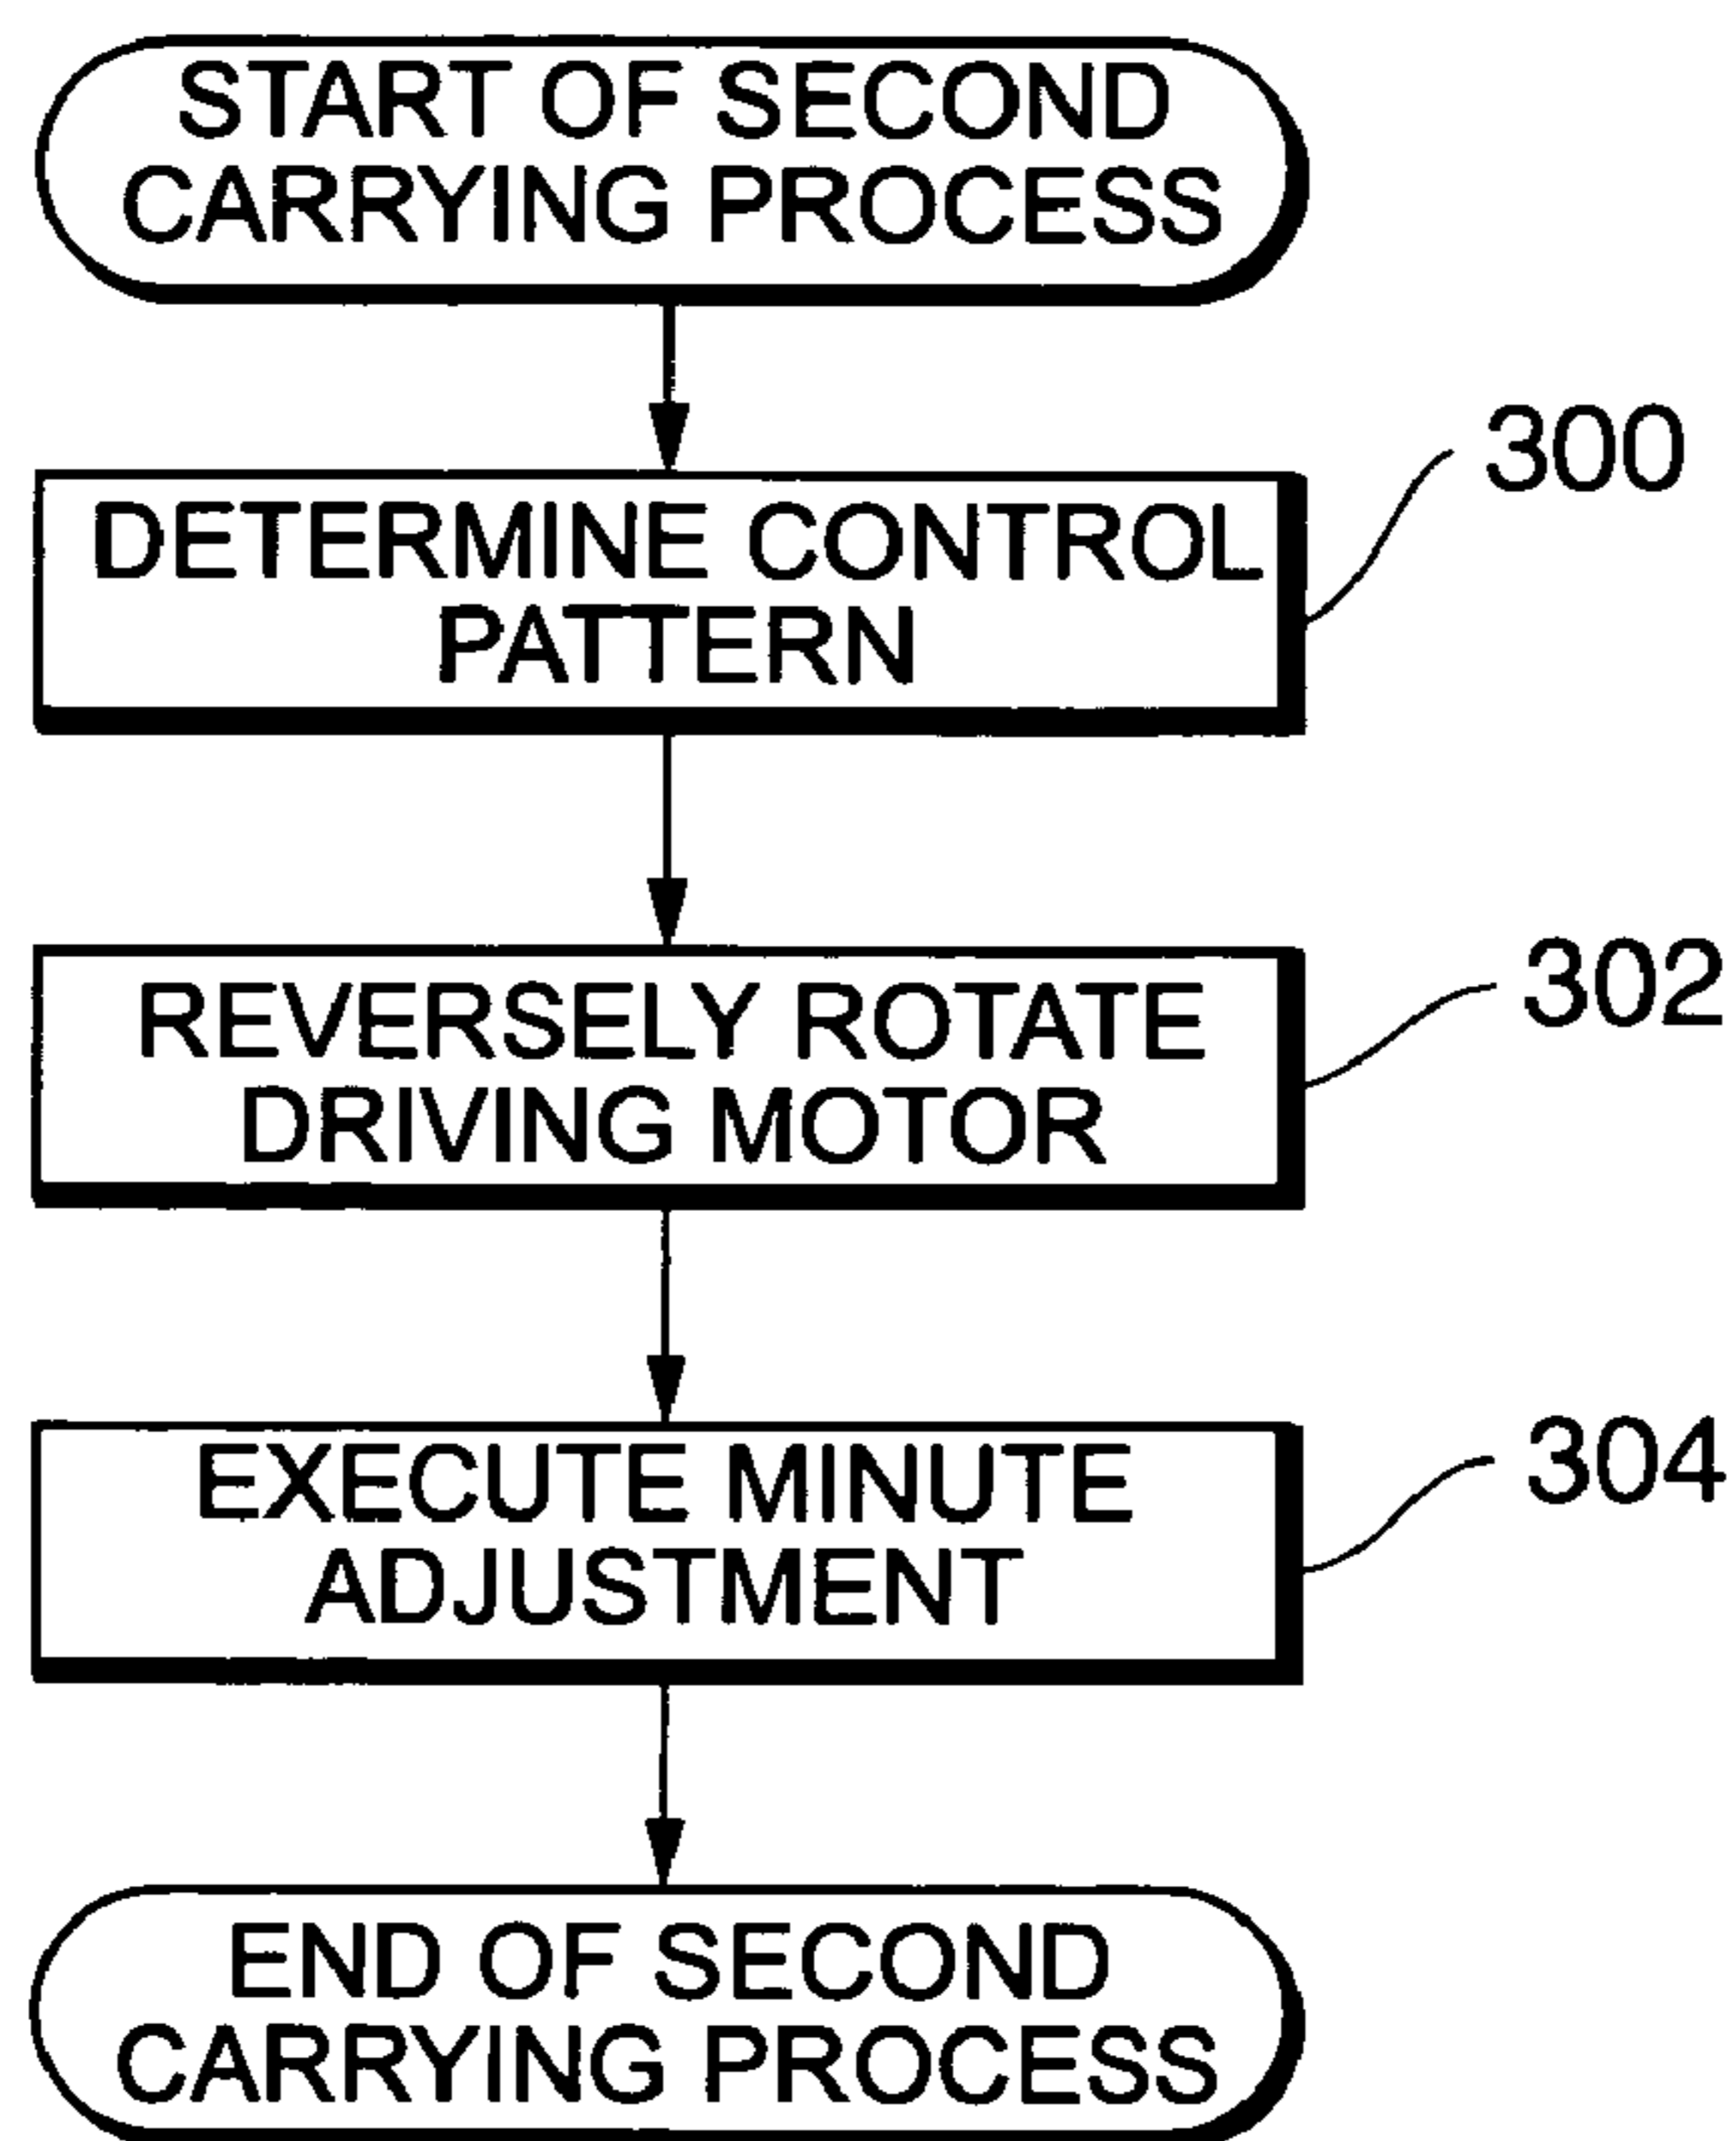 START OF SECOND
CARRYING PROCESS
300
DETERMINE CONTROL
PATTERN
302
REVERSELY ROTATE
DRIVING MOTOR
304
EXECUTE MINUTE
ADJUSTMENT
END OF SECOND
CARRYING PROCESS